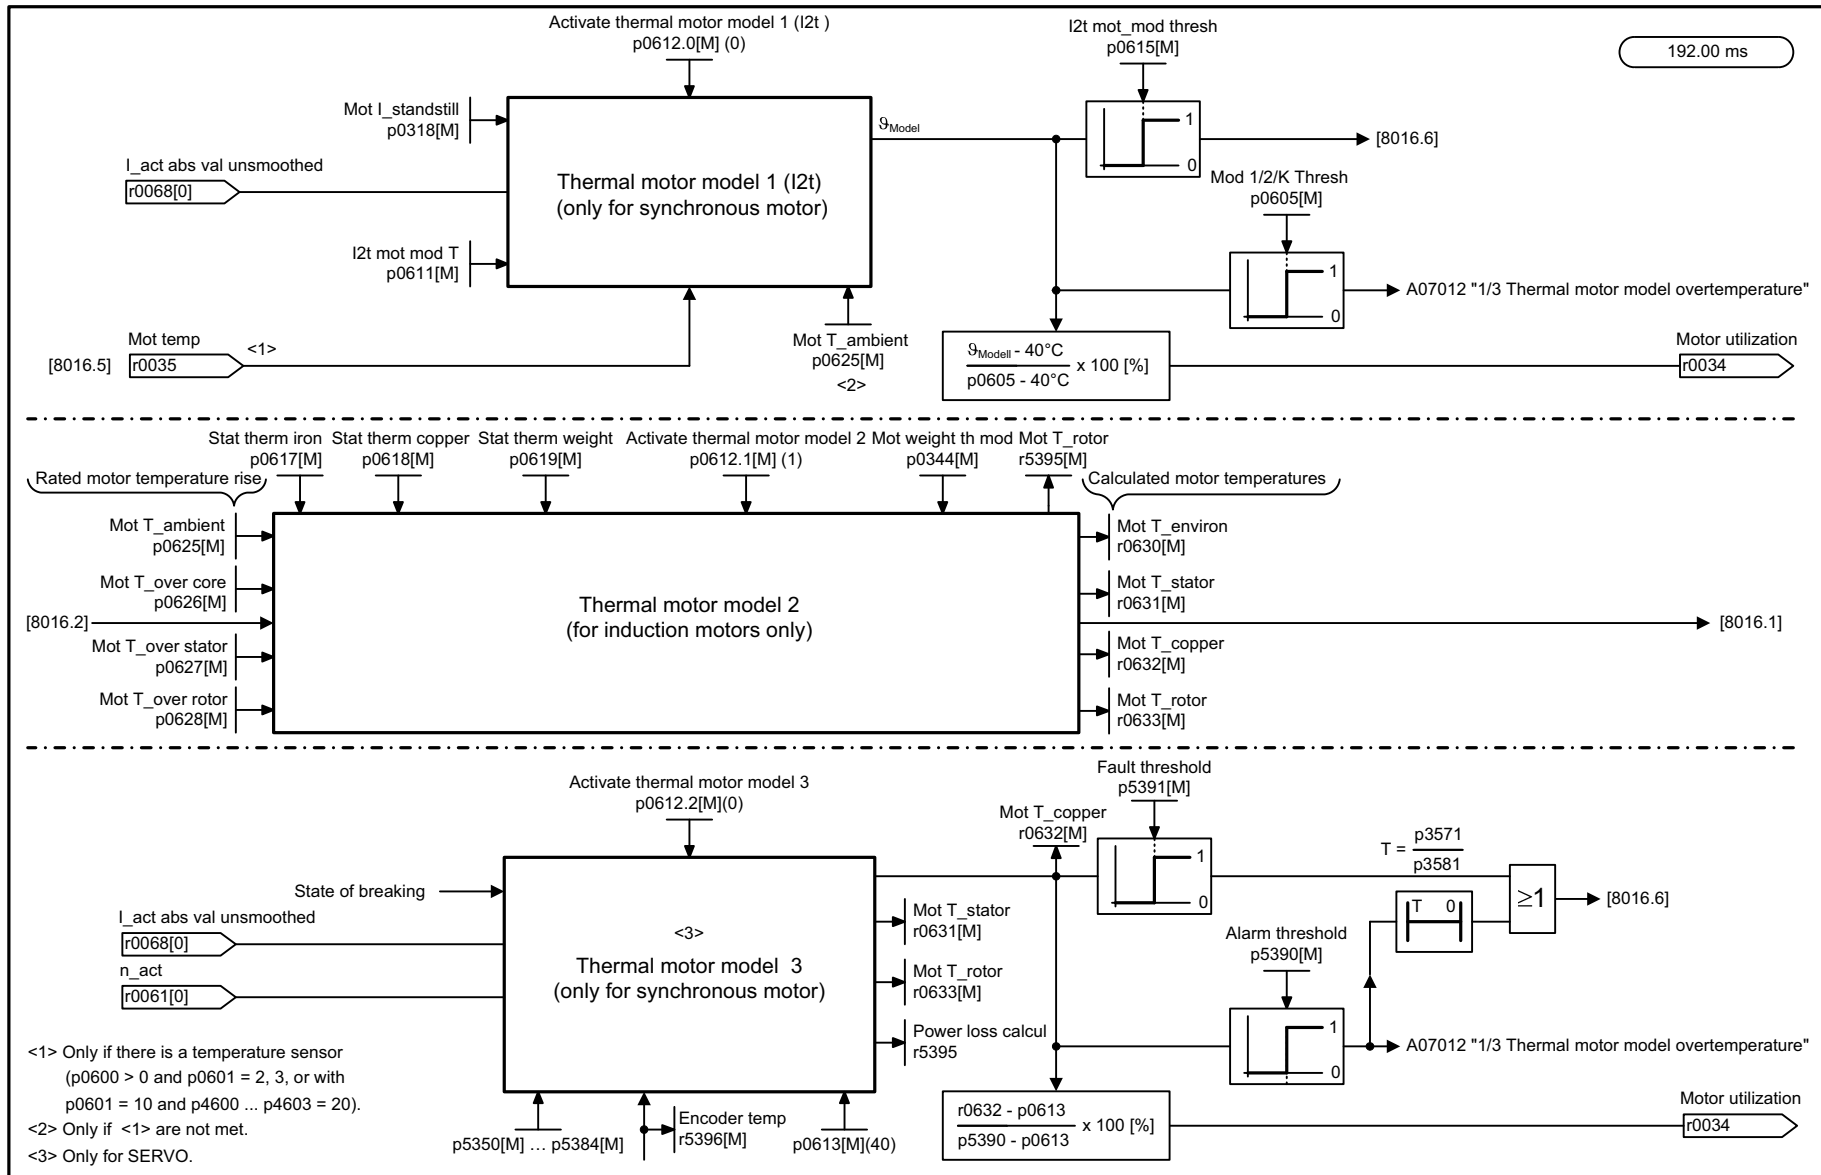 Activate thermal motor model 1 (I2t )
p0612.0[M] (0)
I2t mot_mod thresh
p0615[M]
192.00 ms
Mot I_standstill
p0318[M]
I_act abs val unsmoothed
r0068[0]
I2t mot mod T
p0611[M]
Thermal motor model 1 (I2t)
(only for synchronous motor)
ϑModel
1
0
[8016.6]
Mod 1/2/K Thresh
p0605[M]
1
0
A07012 "1/3 Thermal motor model overtemperature"
[8016.5]
Mot temp
r0035
<1>
Mot T_ambient
p0625[M]
<2>
ϑModell - 40°C
p0605 - 40°C
x 100 [%]
Motor utilization
r0034
Stat therm iron
p0617[M]
Stat therm copper
p0618[M]
Stat therm weight
p0619[M]
Activate thermal motor model 2
p0612.1[M] (1)
Mot weight th mod
p0344[M]
Mot T_rotor
r5395[M]
Rated motor temperature rise
Calculated motor temperatures
Mot T_ambient
p0625[M]
Mot T_over core
p0626[M]
[8016.2]
Mot T_over stator
p0627[M]
Mot T_over rotor
p0628[M]
Thermal motor model 2
(for induction motors only)
Mot T_environ
r0630[M]
Mot T_stator
r0631[M]
[8016.1]
Mot T_copper
r0632[M]
Mot T_rotor
r0633[M]
Activate thermal motor model 3
p0612.2[M](0)
State of breaking
I_act abs val unsmoothed
r0068[0]
n_act
r0061[0]
<3>
Thermal motor model  3
(only for synchronous motor)
Mot T_copper
r0632[M]
Fault threshold
p5391[M]
1
0
Mot T_stator
r0631[M]
Mot T_rotor
r0633[M]
Power loss calcul
r5395
T =
p3571
p3581
T 0
≥1
[8016.6]
Alarm threshold
p5390[M]
1
0
A07012 "1/3 Thermal motor model overtemperature"
p5350[M] … p5384[M]
Encoder temp
r5396[M]
p0613[M](40)
r0632 - p0613
p5390 - p0613
x 100 [%]
Motor utilization
r0034
<1> Only if there is a temperature sensor
(p0600 > 0 and p0601 = 2, 3, or with
p0601 = 10 and p4600 ... p4603 = 20).
<2> Only if  <1> are not met.
<3> Only for SERVO.